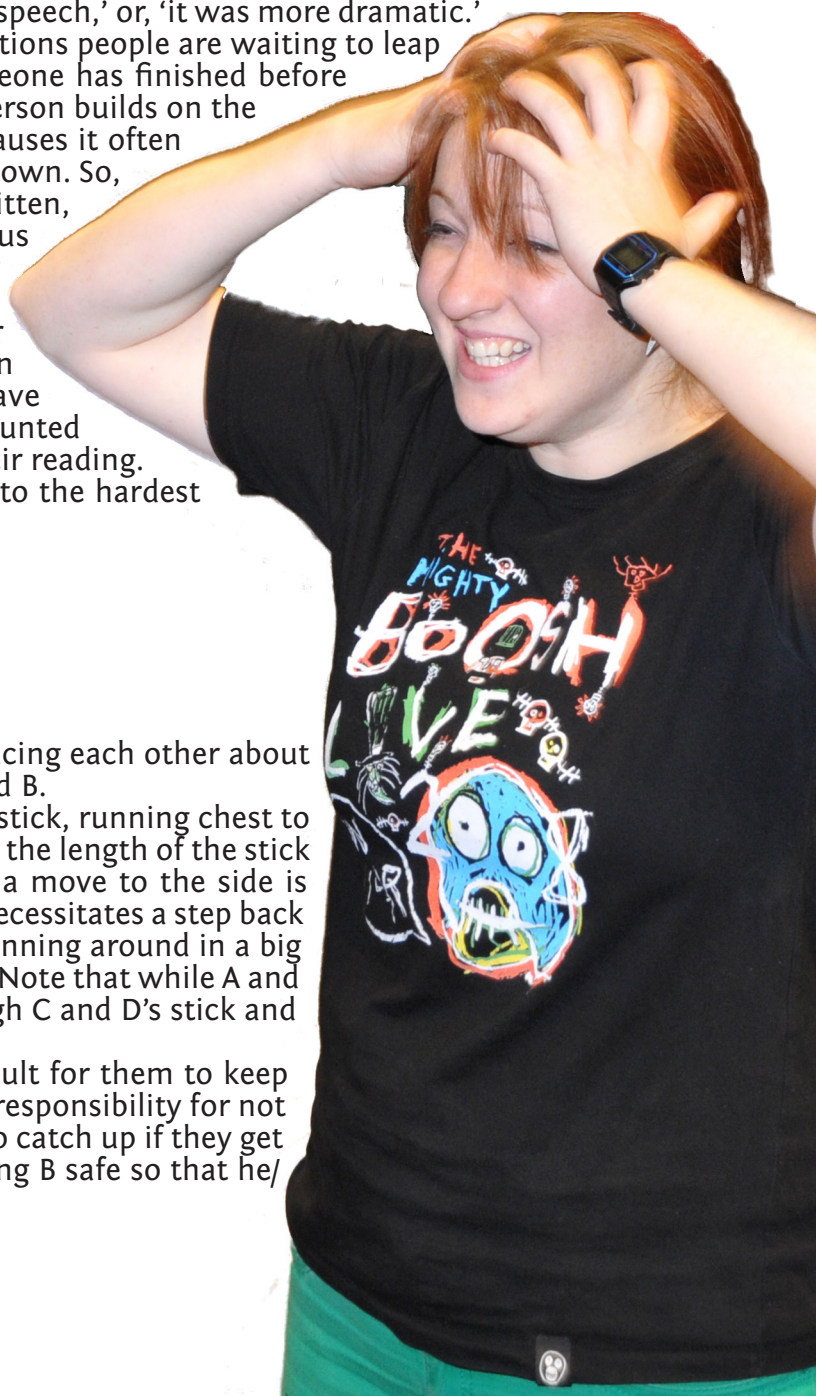 speech,’ or, ‘it was more dramatic.’
tions people are waiting to leap
eone has finished before
erson builds on the
auses it often
own. So,
itten,
us
r
n
ave
unted
ir reading.
to the hardest
THE
MIGHTY
BOOSH
LIVE
cing each other about
d B.
stick, running chest to
the length of the stick
a move to the side is
ecessitates a step back
nning around in a big
Note that while A and
gh C and D’s stick and
ult for them to keep
responsibility for not
o catch up if they get
ng B safe so that he/